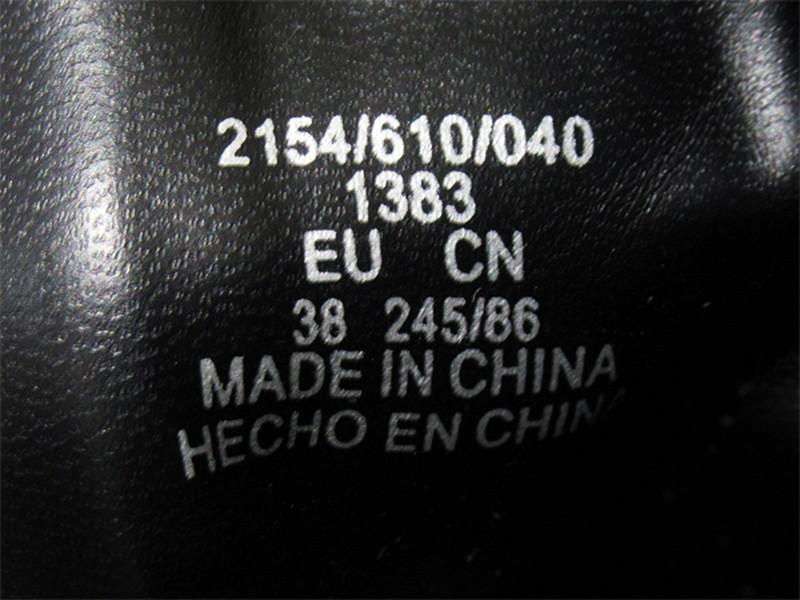 2154/610/040
1383
EU CN
38 245/86
MADE IN CHINA
HECHO EN CHINA